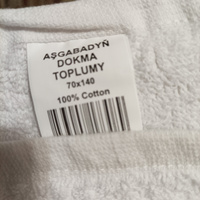 AŞGABADYŇ
DOKMA
TOPLUMY
70x140
100% Cotton